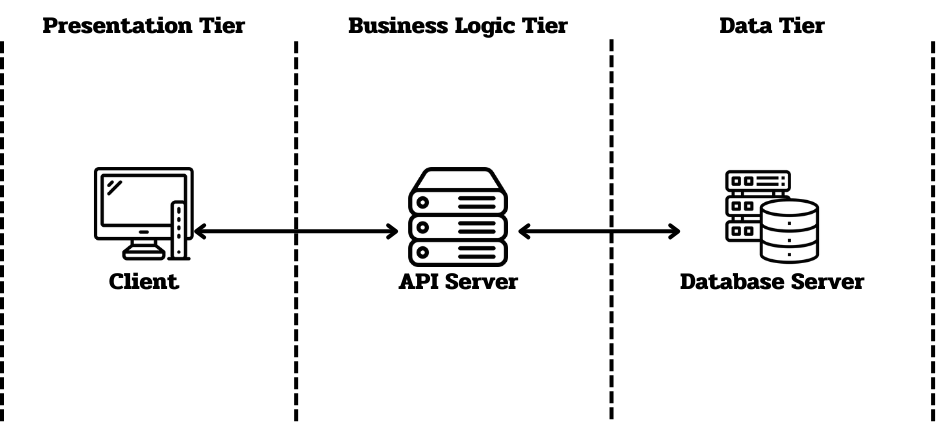 Presentation Tier
Business Logic Tier
Data Tier
Client
API Server
Database Server